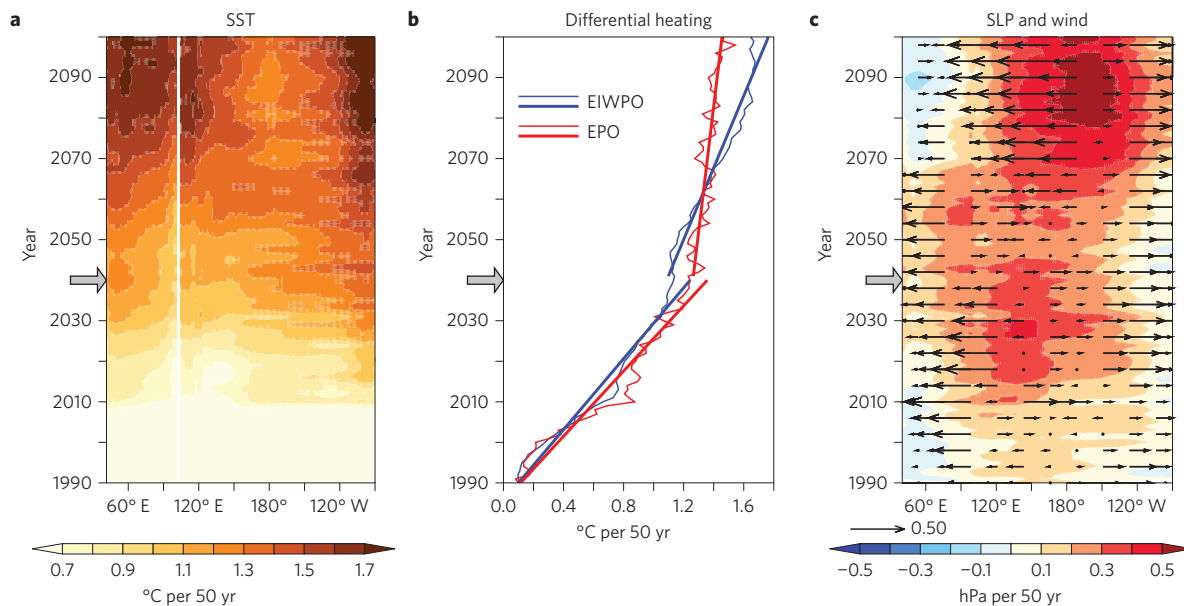 a SST
Year
2090
2070
2050
2030
2010
1990
60° E 120° E 180° 120° W
0.7 0.9 1.1 1.3 1.5 1.7
°C per 50 yr
b Differential heating
EIWPO
EPO
Year
2090
2070
2050
2030
2010
1990
0.0 0.4 0.8 1.2 1.6
°C per 50 yr
c SLP and wind
Year
2090
2070
2050
2030
2010
1990
60° E 120° E 180° 120° W
0.50
−0.5 −0.3 −0.1 0.1 0.3 0.5
hPa per 50 yr